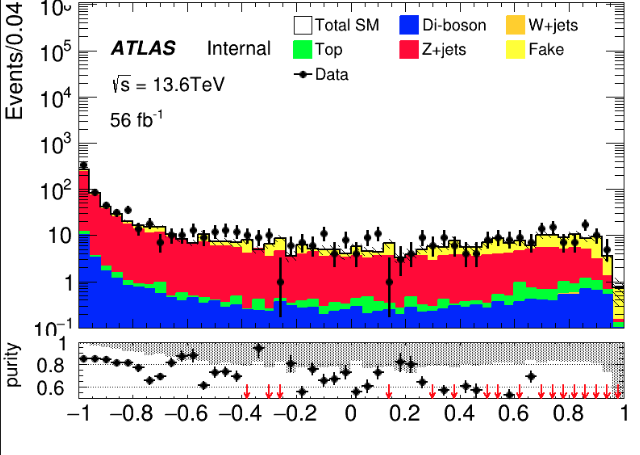 Events/0.04
10⁶
10⁵
10⁴
10³
10²
10
1
10⁻¹
ATLAS Internal
√s = 13.6TeV
56 fb⁻¹
Total SM
Di-boson
W+jets
Top
Z+jets
Fake
Data
purity
1
0.8
0.6
−1 −0.8 −0.6 −0.4 −0.2 0 0.2 0.4 0.6 0.8 1